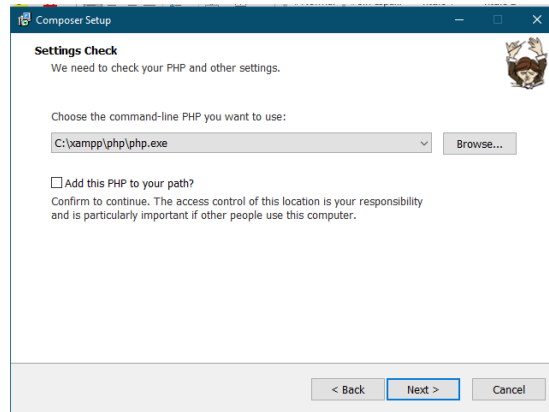 Composer Setup
Settings Check
We need to check your PHP and other settings.
Choose the command-line PHP you want to use:
C:\xampp\php\php.exe
Browse...
Add this PHP to your path?
Confirm to continue. The access control of this location is your responsibility
and is particularly important if other people use this computer.
< Back
Next >
Cancel